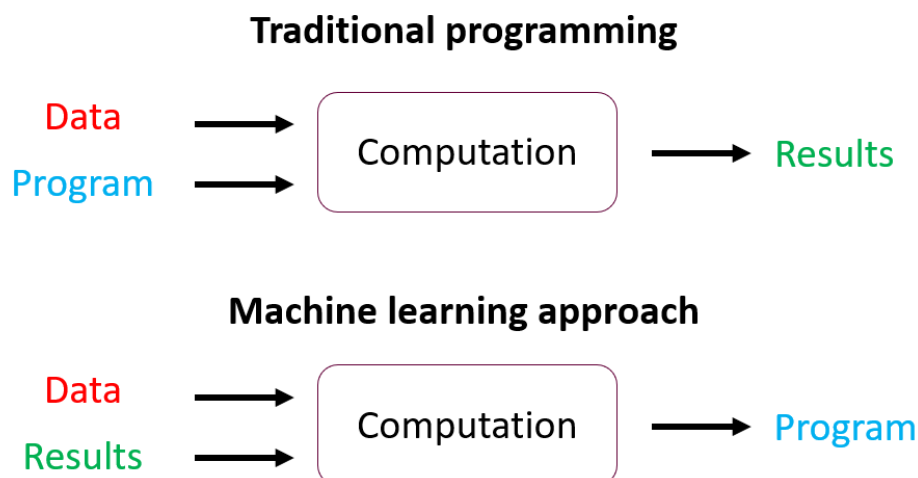 Traditional programming
Data
Program
Computation
Results
Machine learning approach
Data
Results
Computation
Program